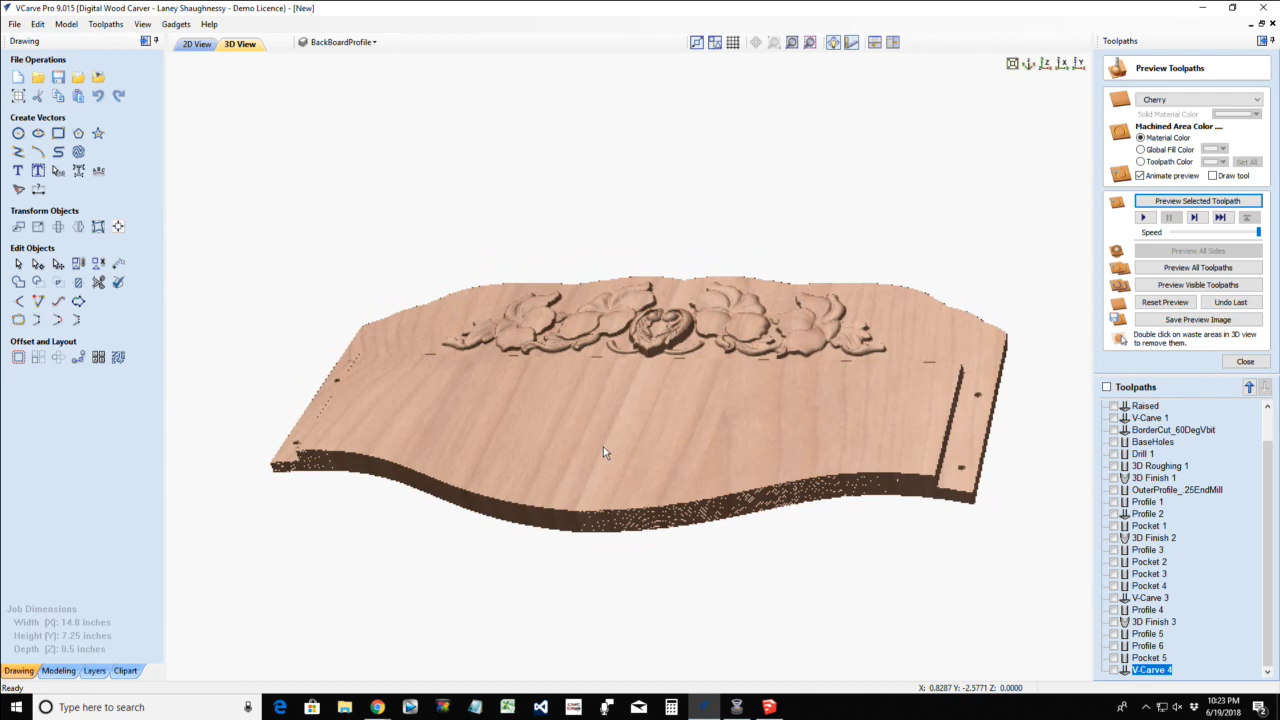 VCarve Pro 9.015 {Digital Wood Carver - Laney Shaughnessy - Demo Licence} - [New]
File Edit Model Toolpaths View Gadgets Help
Drawing
2D View 3D View BackBoardProfile
Toolpaths
File Operations
Create Vectors
Transform Objects
Edit Objects
Offset and Layout
Job Dimensions
Width (X): 14.0 inches
Height (Y): 7.25 inches
Depth (Z): 0.5 inches
Drawing Modeling Layers Clipart
Ready
X: 0.8287 Y: -2.5771 Z: 0.0000
Preview Toolpaths
Cherry
Solid Material Color
Machined Area Color ....
Material Color
Global Fill Color
Toolpath Color Set All
Animate preview Draw tool
Preview Selected Toolpath
Speed
Preview All Sides
Preview All Toolpaths
Preview Visible Toolpaths
Reset Preview Undo Last
Save Preview Image
Double click on waste areas in 3D view
to remove them.
Close
Toolpaths
Raised
V-Carve 1
BorderCut_60DegVbit
BaseHoles
Drill 1
3D Roughing 1
3D Finish 1
OuterProfile_.25EndMill
Profile 1
Profile 2
Pocket 1
3D Finish 2
Profile 3
Pocket 2
Pocket 3
Pocket 4
V-Carve 3
Profile 4
3D Finish 3
Profile 5
Profile 6
Pocket 5
V-Carve 4
Type here to search
10:23 PM
6/19/2018